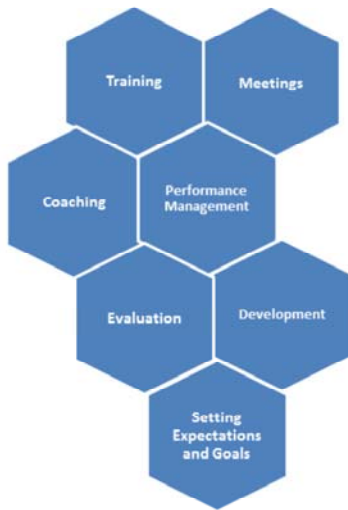 Training
Meetings
Coaching
Performance
Management
Evaluation
Development
Setting
Expectations
and Goals